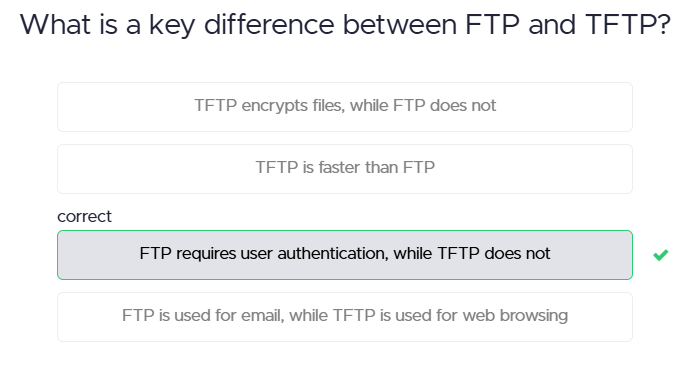 What is a key difference between FTP and TFTP?
TFTP encrypts files, while FTP does not
TFTP is faster than FTP
correct
FTP requires user authentication, while TFTP does not
FTP is used for email, while TFTP is used for web browsing